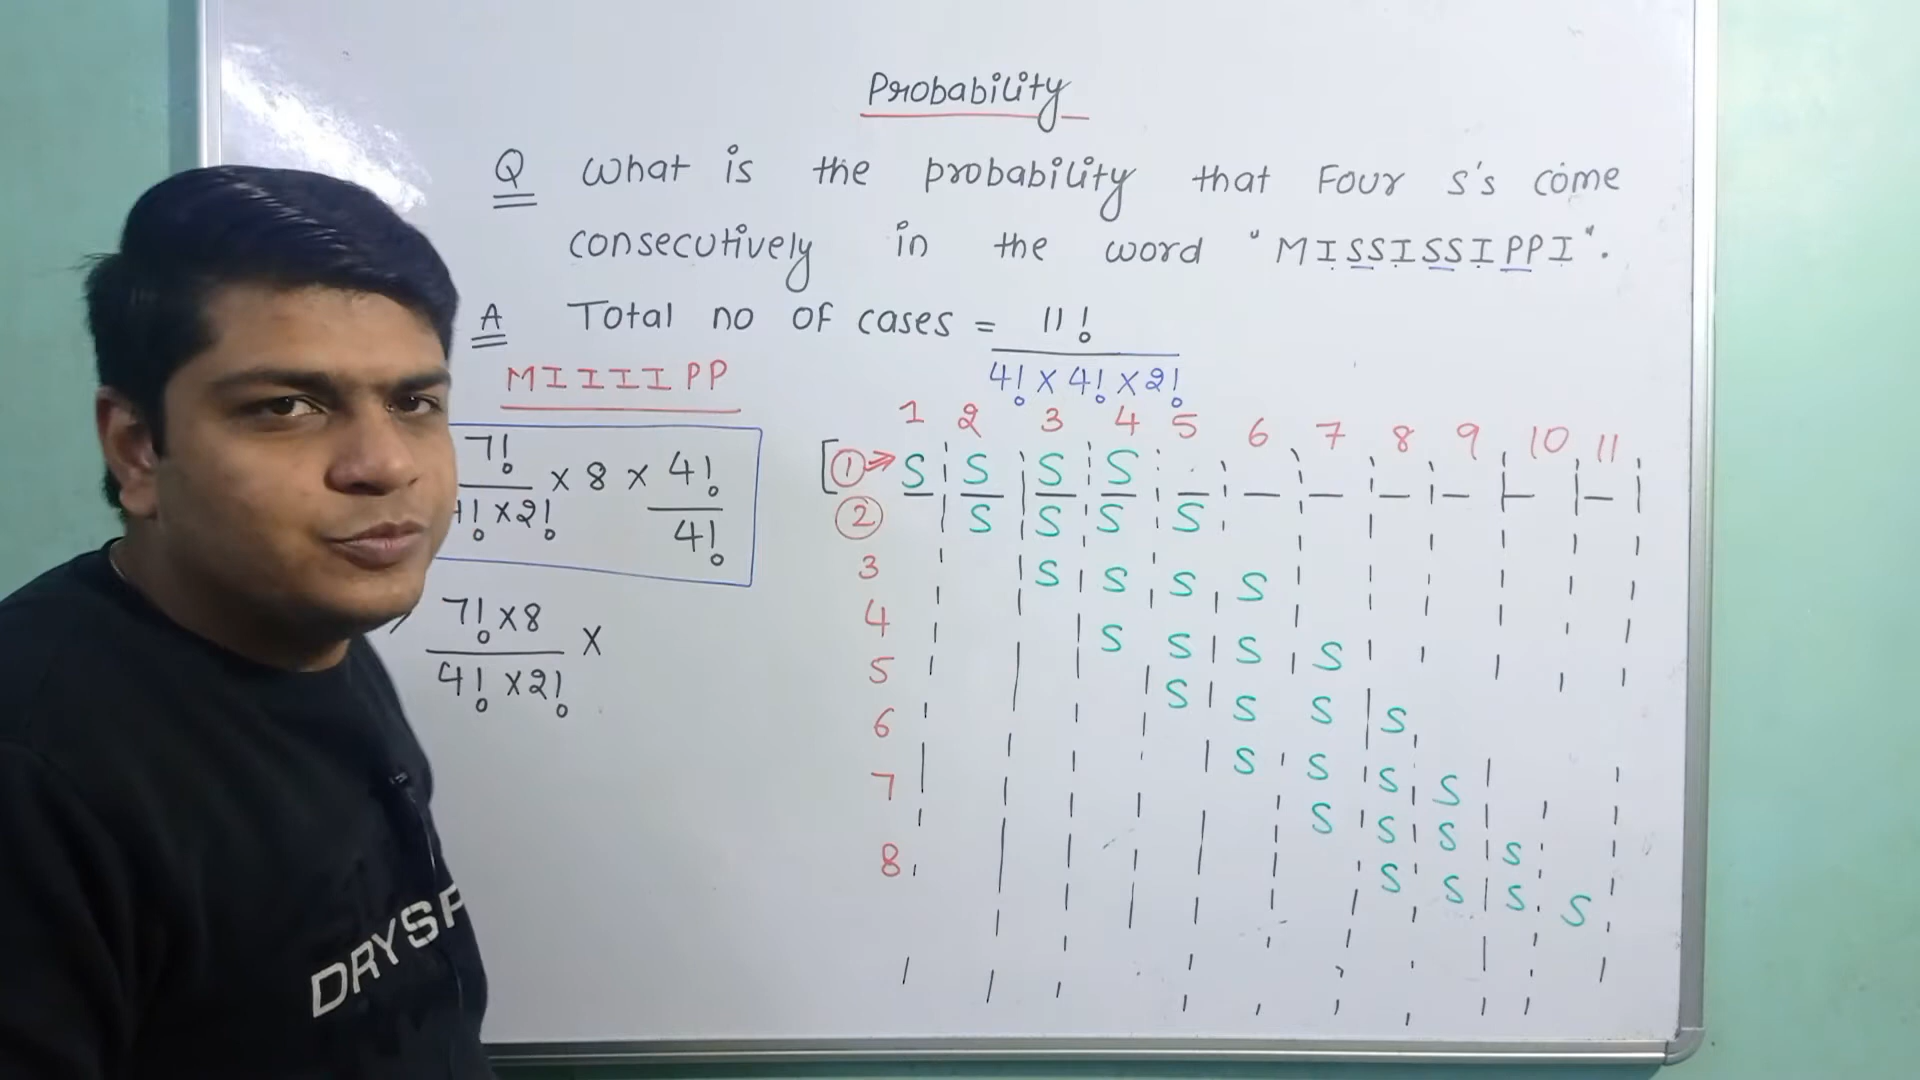 Probability
Q What is the probability that Four S's come
consecutively in the word "MISSISSIPPI".
A Total no of cases = 11!
4! × 4! × 2!
MIIIIPP
7! × 8 × 4!
4! × 2! 4!
7! × 8 ×
4! × 2!
1 2 3 4 5 6 7 8 9 10 11
[① → S S S S
② S S S S
3 S S S S
4 S S S S
5 S S S S
6 S S S S
7 S S S S
8 S S S S